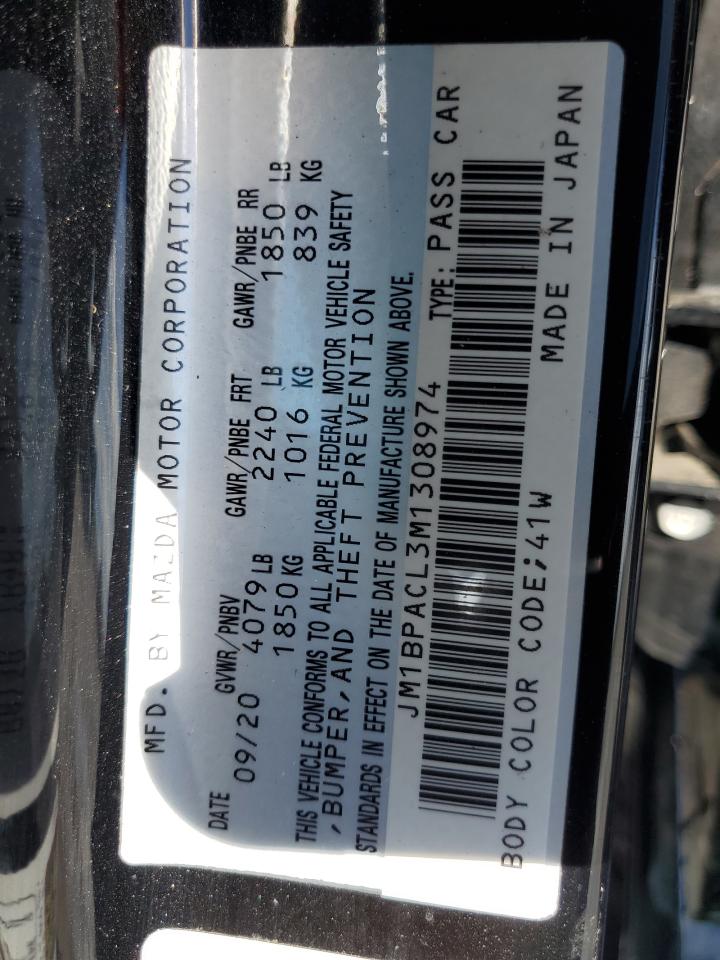 MFD. BY MAZDA MOTOR CORPORATION
DATE GVWR/PNBV GAWR/PNBE FRT GAWR/PNBE RR
09/20 4079 LB 2240 LB 1850 LB
1850 KG 1016 KG 839 KG
THIS VEHICLE CONFORMS TO ALL APPLICABLE FEDERAL MOTOR VEHICLE SAFETY
, BUMPER, AND THEFT PREVENTION
STANDARDS IN EFFECT ON THE DATE OF MANUFACTURE SHOWN ABOVE.
JM1BPACL3M1308974 TYPE: PASS CAR
BODY COLOR CODE;41W MADE IN JAPAN